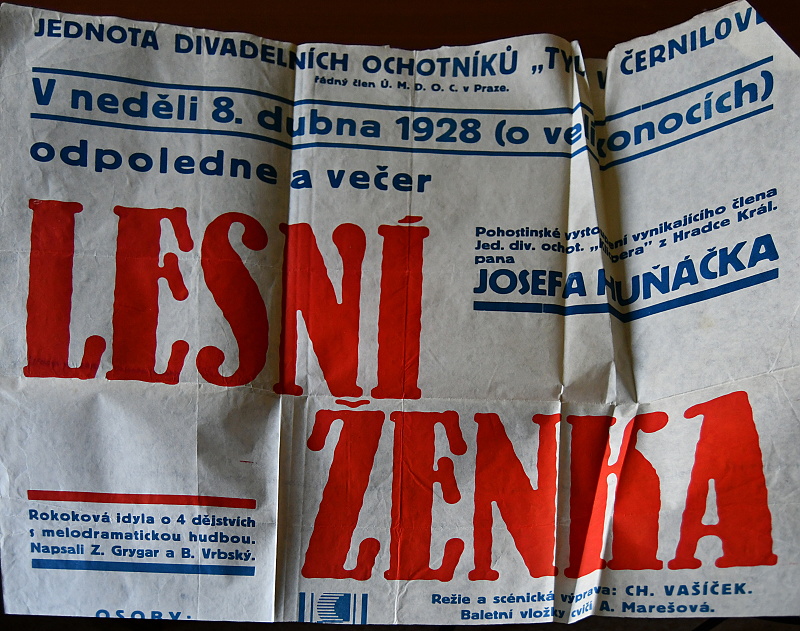 JEDNOTA DIVADELNÍCH OCHOTNÍKŮ „TYL V ČERNILOVĚ
řádný člen Ú. M. D. O. C. v Praze.
V neděli 8. dubna 1928 (o velikonocích)
odpoledne a večer
LESNÍ
ŽENKA
Pohostinské vystoupení vynikajícího člena
Jed. div. ochot. „ z Hradce Král.
pana
JOSEFA HUŇÁČKA
Rokoková idyla o 4 dějstvích
s melodramatickou hudbou.
Napsali Z. Grygar a B. Vrbský.
Režie a scénická výprava: CH. VAŠÍČEK.
Baletní vložky cvičí A. Marešová.
OSOBY: